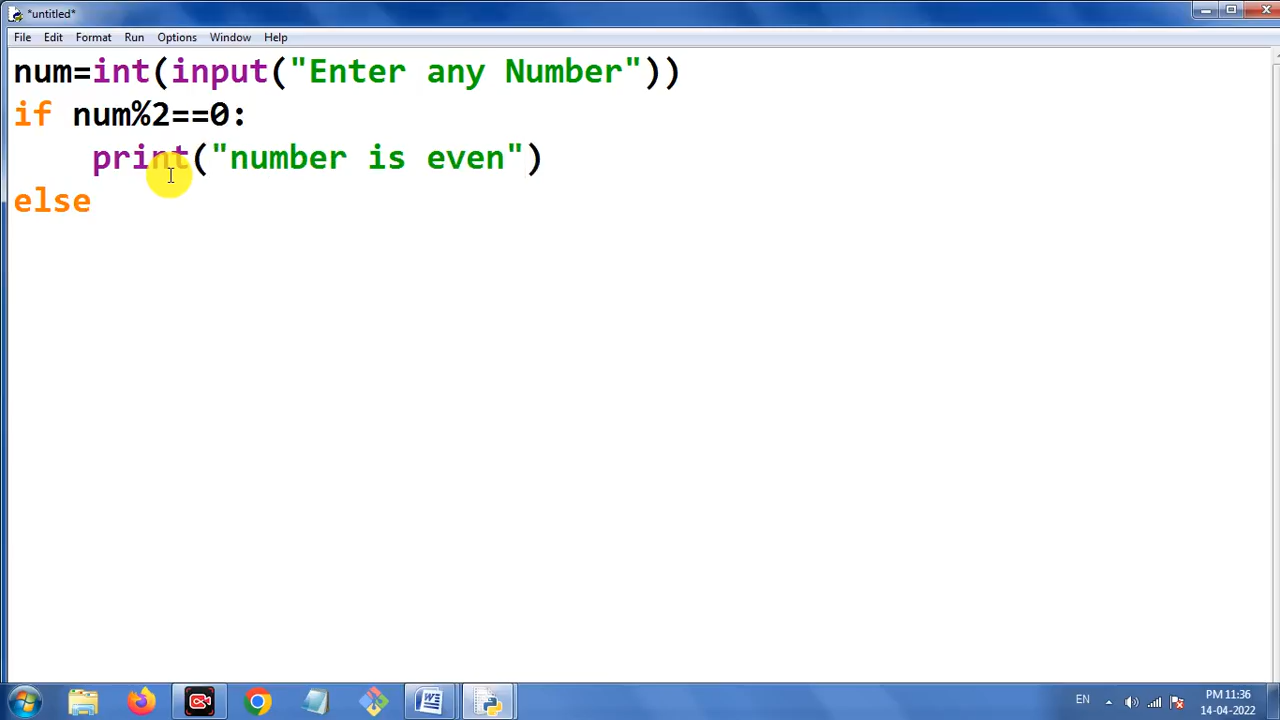 *untitled*
File Edit Format Run Options Window Help
num=int(input("Enter any Number"))
if num%2==0:
    print("number is even")
else
EN
PM 11:36
14-04-2022